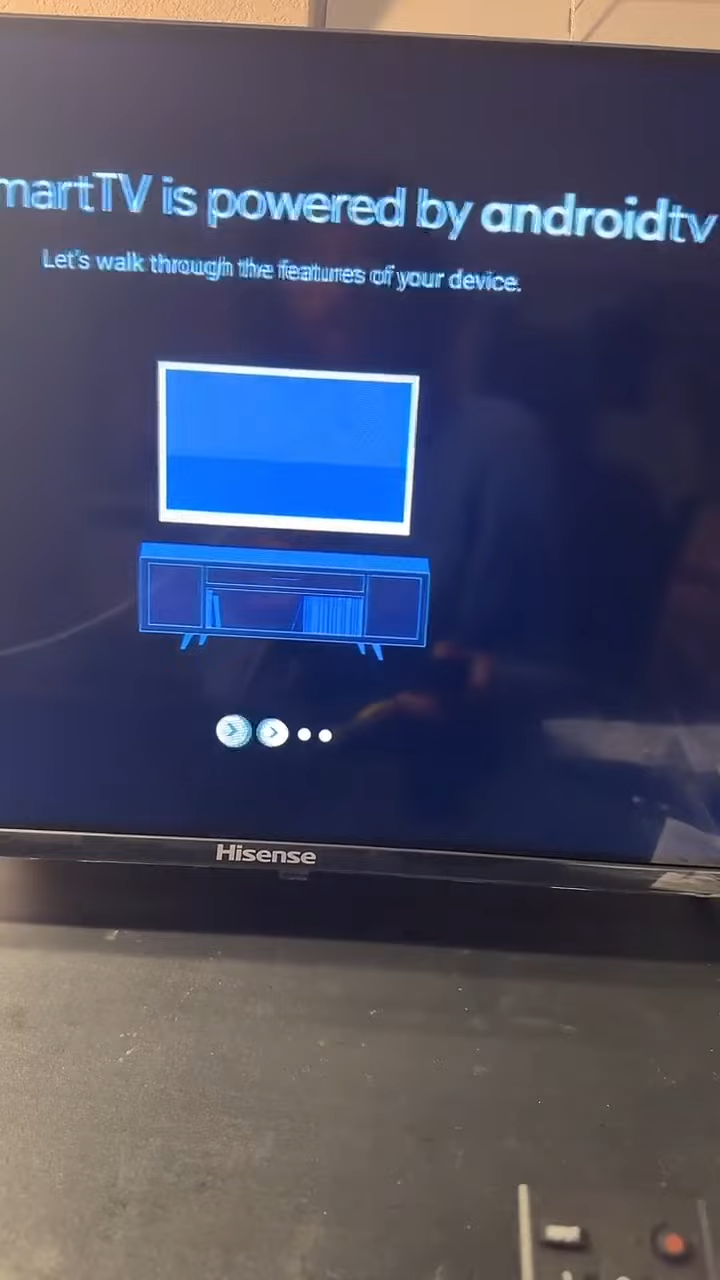 martTV is powered by androidtv
Let's walk through the features of your device.
Hisense